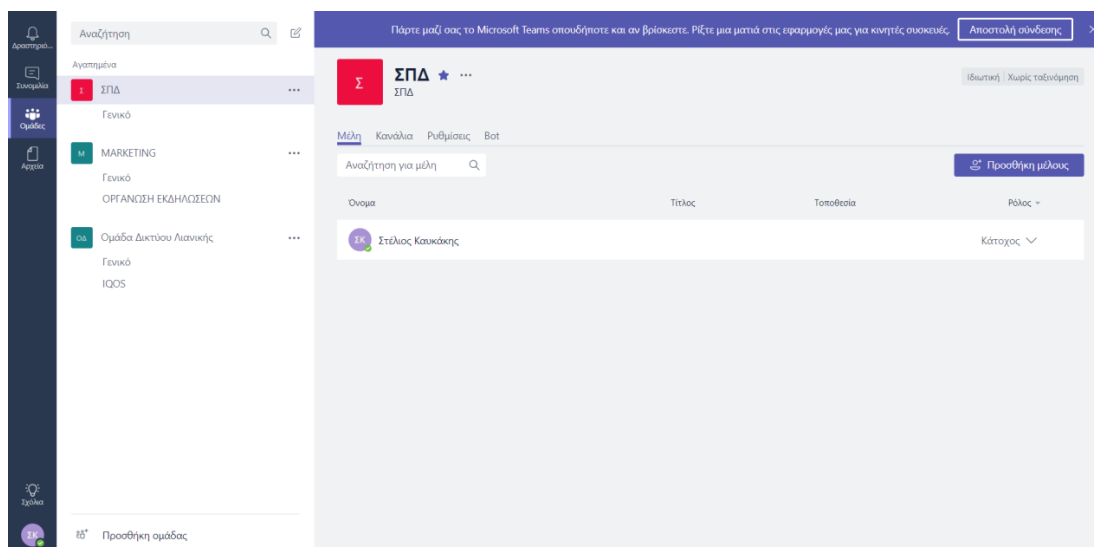 Δραστηριό...
Συνομιλία
Ομάδες
Αρχεία
Σχόλια
ΣΚ
Αναζήτηση
Αγαπημένα
Σ ΣΠΔ ...
Γενικό
M MARKETING ...
Γενικό
ΟΡΓΑΝΩΣΗ ΕΚΔΗΛΩΣΕΩΝ
ΟΔ Ομάδα Δικτύου Λιανικής ...
Γενικό
IQOS
Προσθήκη ομάδας
Πάρτε μαζί σας το Microsoft Teams οπουδήποτε και αν βρίσκεστε. Ρίξτε μια ματιά στις εφαρμογές μας για κινητές συσκευές. Αποστολή σύνδεσης
Σ ΣΠΔ ...
ΣΠΔ
Ιδιωτική | Χωρίς ταξινόμηση
Μέλη Κανάλια Ρυθμίσεις Bot
Αναζήτηση για μέλη Προσθήκη μέλους
Όνομα Τίτλος Τοποθεσία Ρόλος
ΣΚ Στέλιος Καυκάκης Κάτοχος